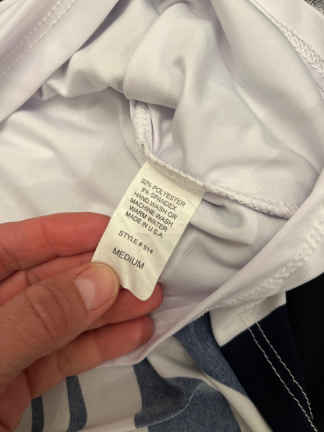 92% POLYESTER
8% SPANDEX
HAND WASH OR
MACHINE WASH
WARM WATER
MADE IN U.S.A.
STYLE # 514
MEDIUM